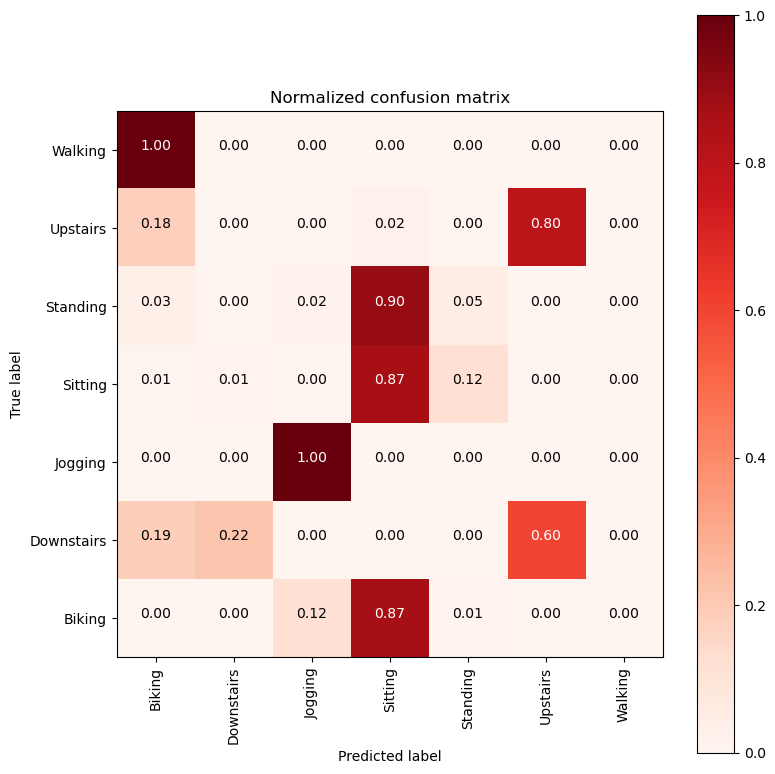 Normalized confusion matrix
1.0
Walking 1.00 0.00 0.00 0.00 0.00 0.00 0.00
0.8
Upstairs 0.18 0.00 0.00 0.02 0.00 0.80 0.00
Standing 0.03 0.00 0.02 0.90 0.05 0.00 0.00
0.6
True label
Sitting 0.01 0.01 0.00 0.87 0.12 0.00 0.00
0.4
Jogging 0.00 0.00 1.00 0.00 0.00 0.00 0.00
Downstairs 0.19 0.22 0.00 0.00 0.00 0.60 0.00
0.2
Biking 0.00 0.00 0.12 0.87 0.01 0.00 0.00
0.0
Biking
Downstairs
Jogging
Sitting
Standing
Upstairs
Walking
Predicted label